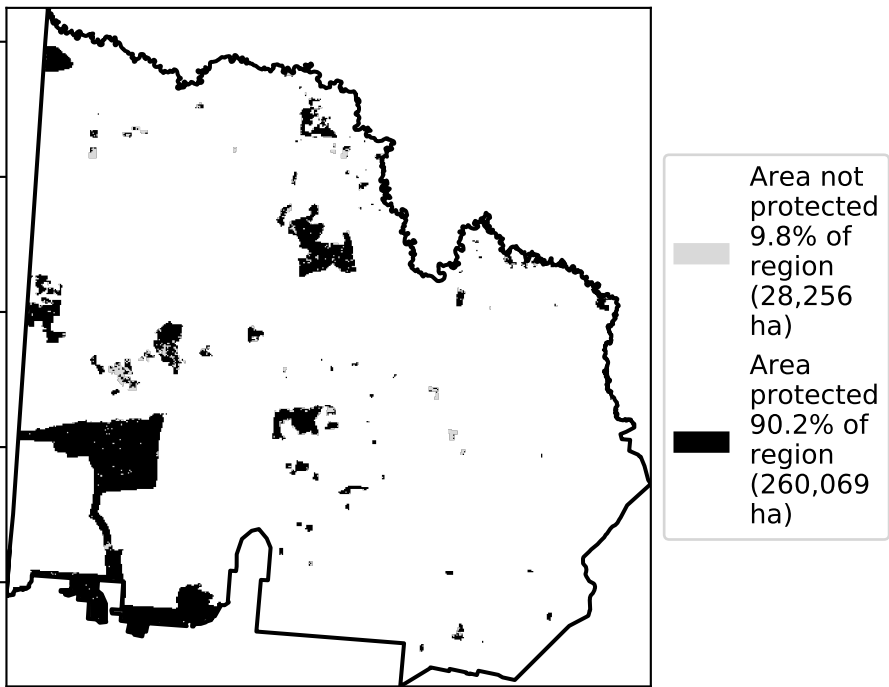 Area not
protected
9.8% of
region
(28,256
ha)
Area
protected
90.2% of
region
(260,069
ha)